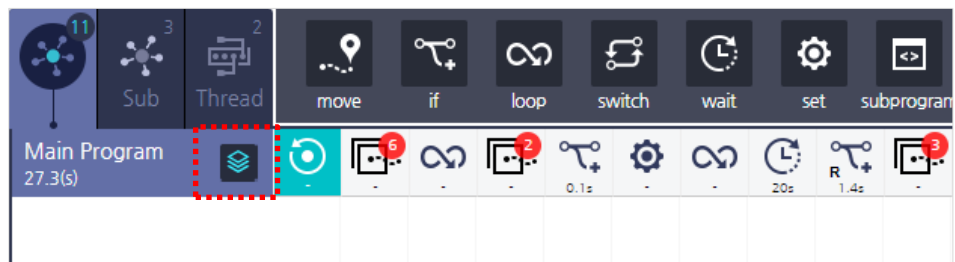 11
3
2
Sub
Thread
move
if
loop
switch
wait
set
subprogram
Main Program
27.3(s)
6
2
3
R
-
-
-
-
0.1s
-
-
20s
1.4s
-